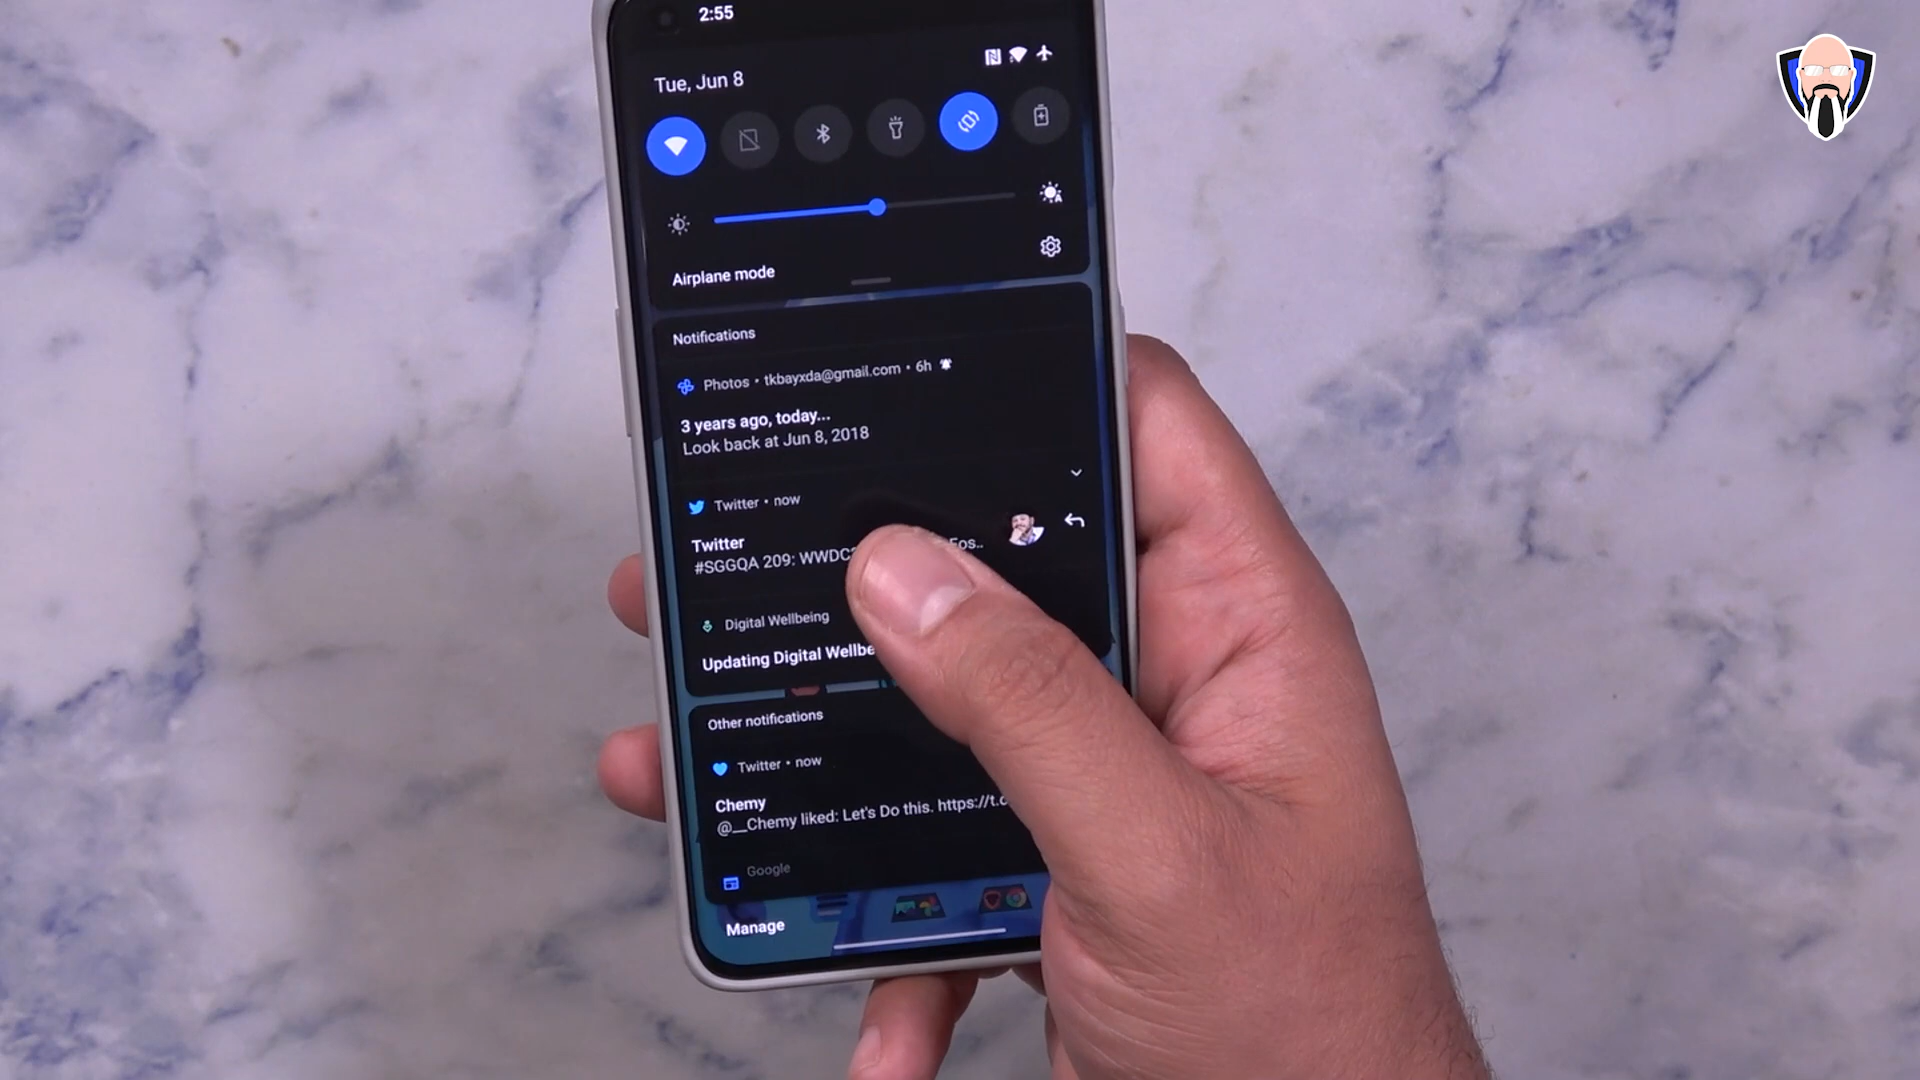 2:55
Tue, Jun 8
Airplane mode
Notifications
Photos • tkbayxda@gmail.com • 6h
3 years ago, today...
Look back at Jun 8, 2018
Twitter • now
Twitter
#SGGQA 209: WWDC Fos..
Digital Wellbeing
Updating Digital Wellbe
Other notifications
Twitter • now
Chemy
@__Chemy liked: Let's Do this. https://t.c
Google
Manage